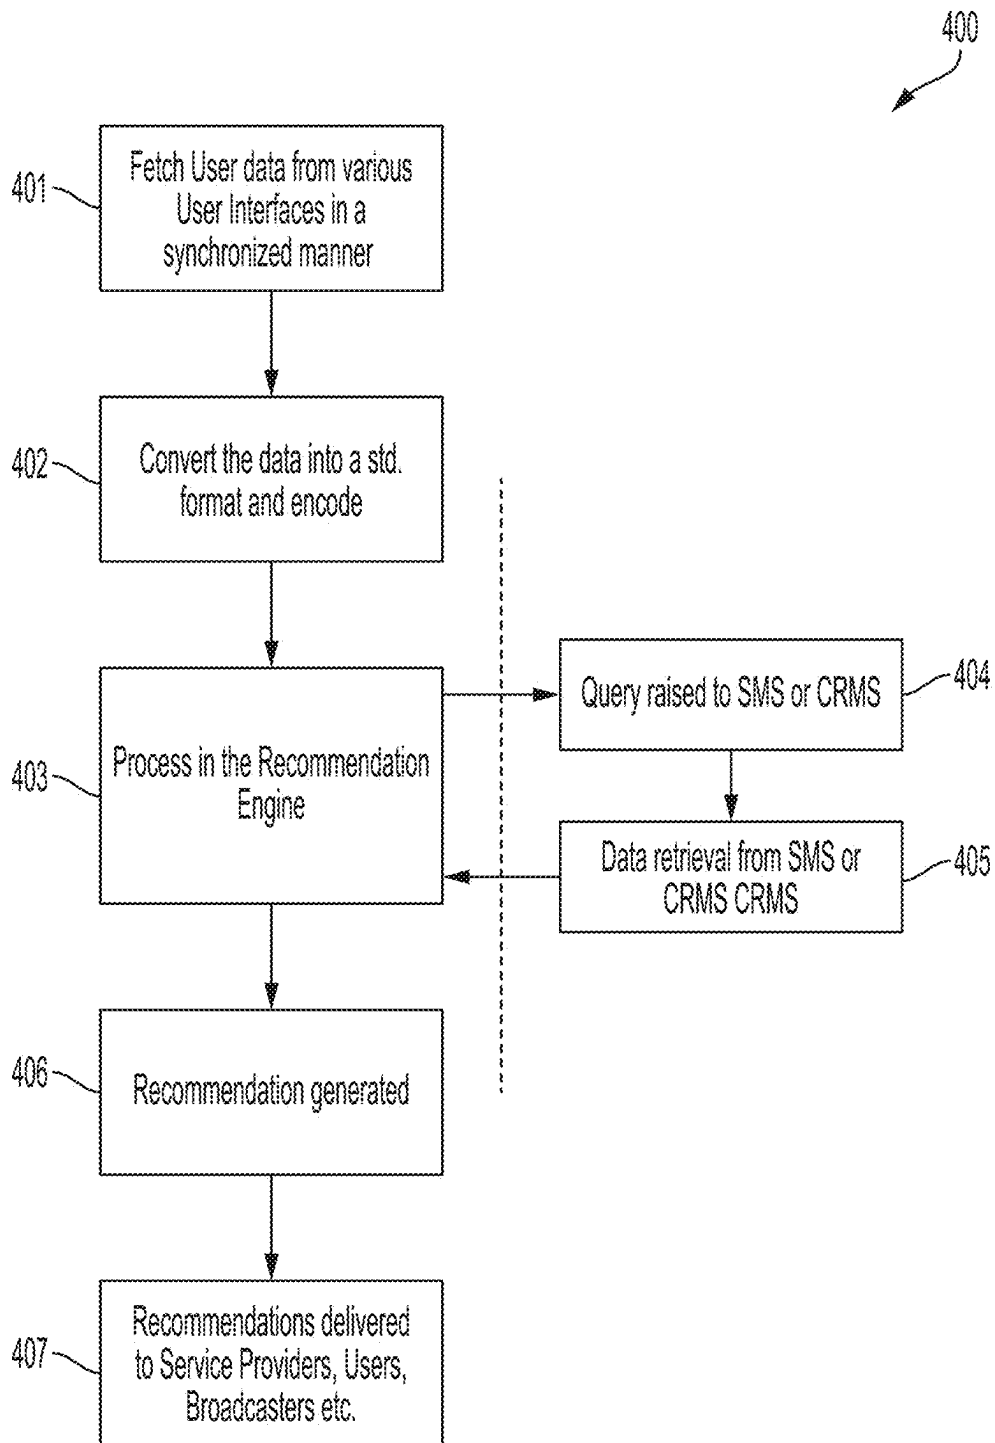 400
401
Fetch User data from various
User Interfaces in a
synchronized manner
402
Convert the data into a std.
format and encode
403
Process in the Recommendation
Engine
Query raised to SMS or CRMS
404
Data retrieval from SMS or
CRMS CRMS
405
406
Recommendation generated
407
Recommendations delivered
to Service Providers, Users,
Broadcasters etc.